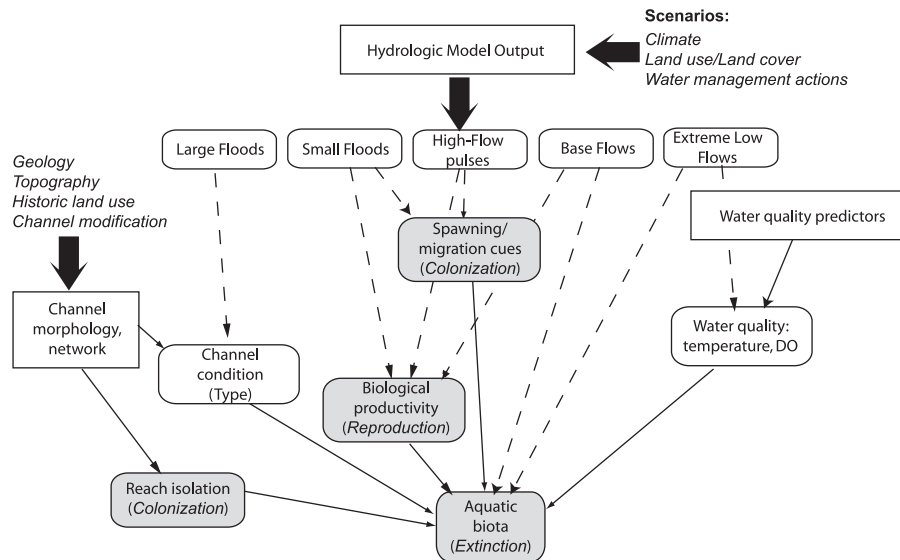 Scenarios:
Climate
Land use/Land cover
Water management actions
Hydrologic Model Output
Large Floods
Small Floods
High-Flow
pulses
Base Flows
Extreme Low
Flows
Geology
Topography
Historic land use
Channel modification
Water quality predictors
Spawning/
migration cues
(Colonization)
Channel
morphology,
network
Channel
condition
(Type)
Water quality:
temperature, DO
Biological
productivity
(Reproduction)
Reach isolation
(Colonization)
Aquatic
biota
(Extinction)